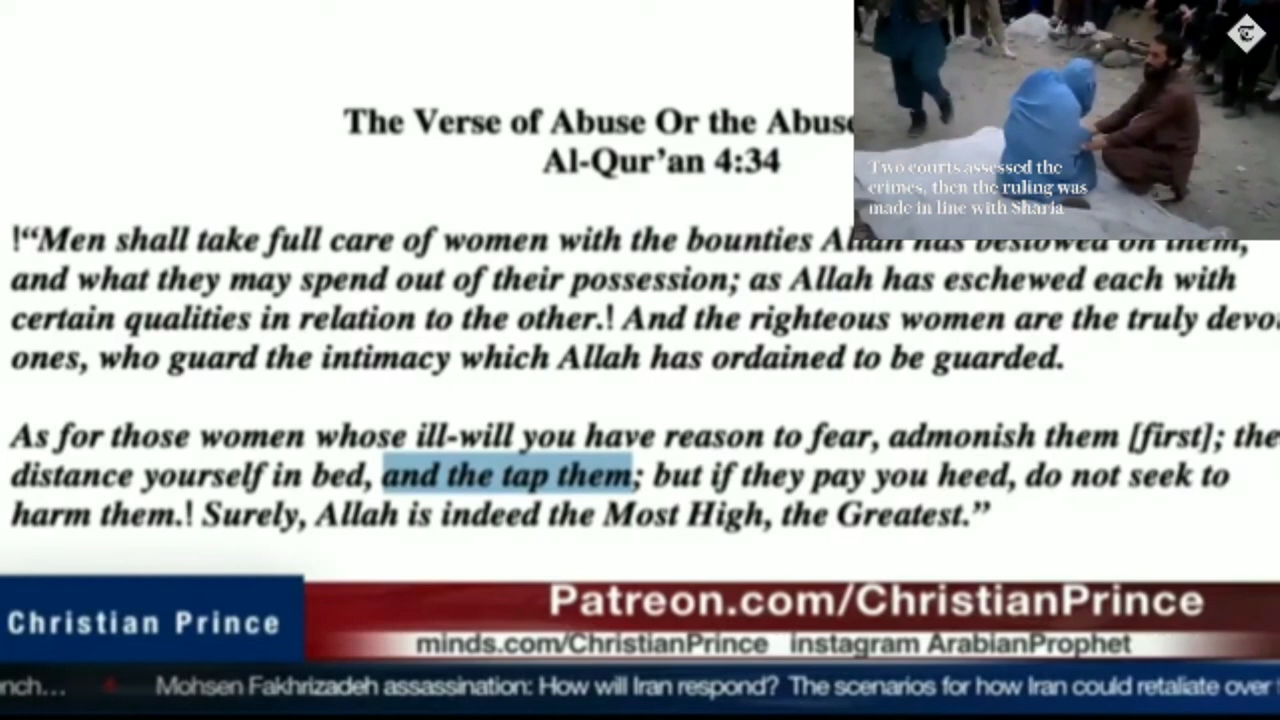 The Verse of Abuse Or the Abuse
Al-Qur'an 4:34
Two courts assessed the
crimes, then the ruling was
made in line with Sharia
!“Men shall take full care of women with the bounties Allah has bestowed on them,
and what they may spend out of their possession; as Allah has eschewed each with
certain qualities in relation to the other.! And the righteous women are the truly devo
ones, who guard the intimacy which Allah has ordained to be guarded.
As for those women whose ill-will you have reason to fear, admonish them [first]; the
distance yourself in bed, and the tap them; but if they pay you heed, do not seek to
harm them.! Surely, Allah is indeed the Most High, the Greatest.”
Christian Prince
Patreon.com/ChristianPrince
minds.com/ChristianPrince instagram ArabianProphet
nch... Mohsen Fakhrizadeh assassination: How will Iran respond? The scenarios for how Iran could retaliate over